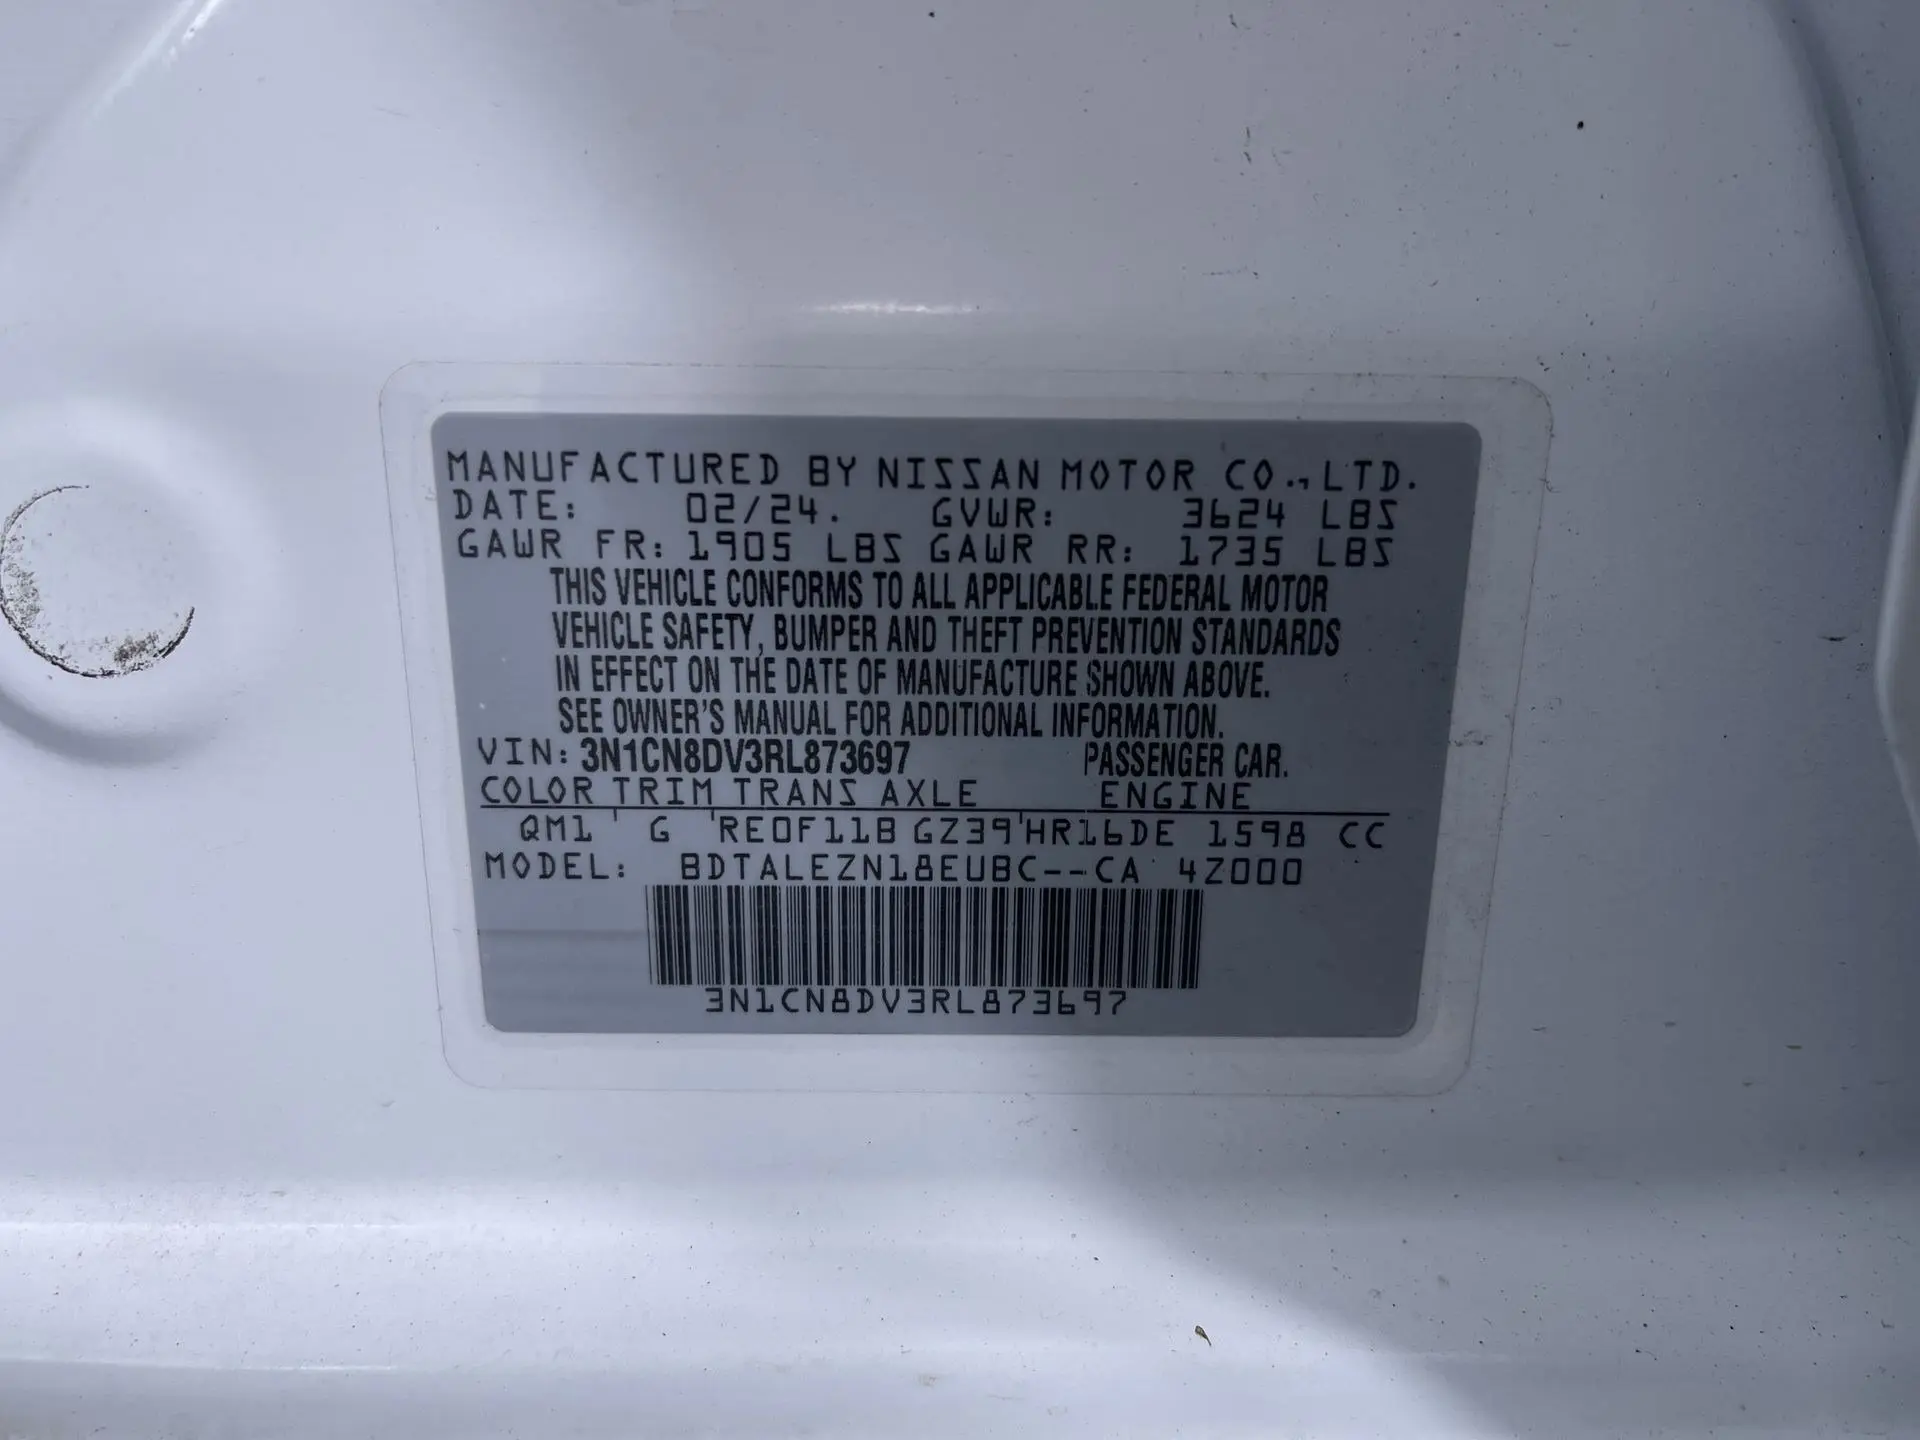 MANUFACTURED BY NISSAN MOTOR CO., LTD.
DATE: 02/24. GVWR: 3624 LBS
GAWR FR: 1905 LBS GAWR RR: 1735 LBS
THIS VEHICLE CONFORMS TO ALL APPLICABLE FEDERAL MOTOR
VEHICLE SAFETY, BUMPER AND THEFT PREVENTION STANDARDS
IN EFFECT ON THE DATE OF MANUFACTURE SHOWN ABOVE.
SEE OWNER'S MANUAL FOR ADDITIONAL INFORMATION.
VIN: 3N1CN8DV3RL873697 PASSENGER CAR.
COLOR TRIM TRANS AXLE ENGINE
QM1 ' G 'RE0F11B GZ39'HR16DE 1598 CC
MODEL: BDTALEZN18EUBC--CA 4Z000
3N1CN8DV3RL873697